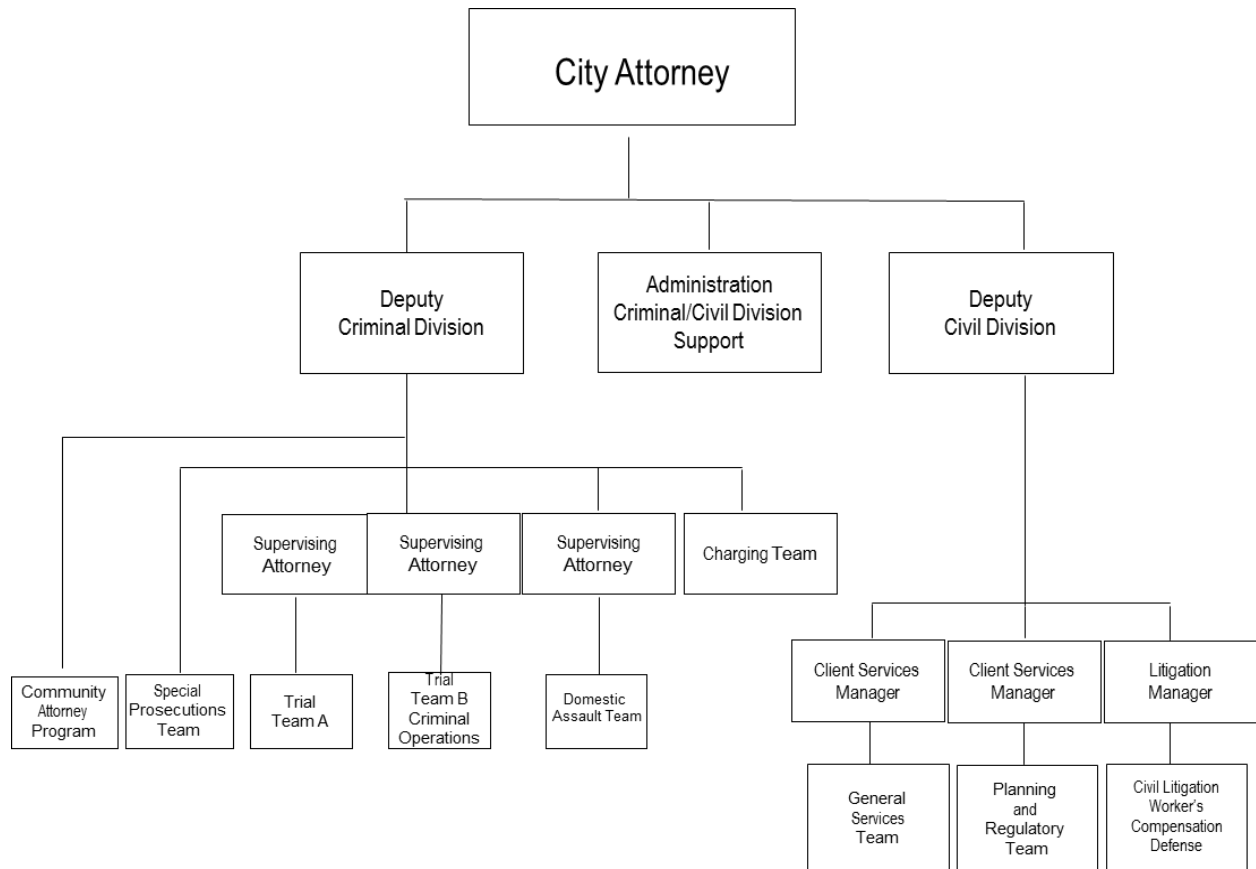 City Attorney
Deputy
Criminal Division
Administration
Criminal/Civil Division
Support
Deputy
Civil Division
Supervising
Attorney
Supervising
Attorney
Supervising
Attorney
Charging Team
Client Services
Manager
Client Services
Manager
Litigation
Manager
Community
Attorney
Program
Special
Prosecutions
Team
Trial
Team A
Trial
Team B
Criminal
Operations
Domestic
Assault Team
General
Services
Team
Planning
and
Regulatory
Team
Civil Litigation
Worker's
Compensation
Defense